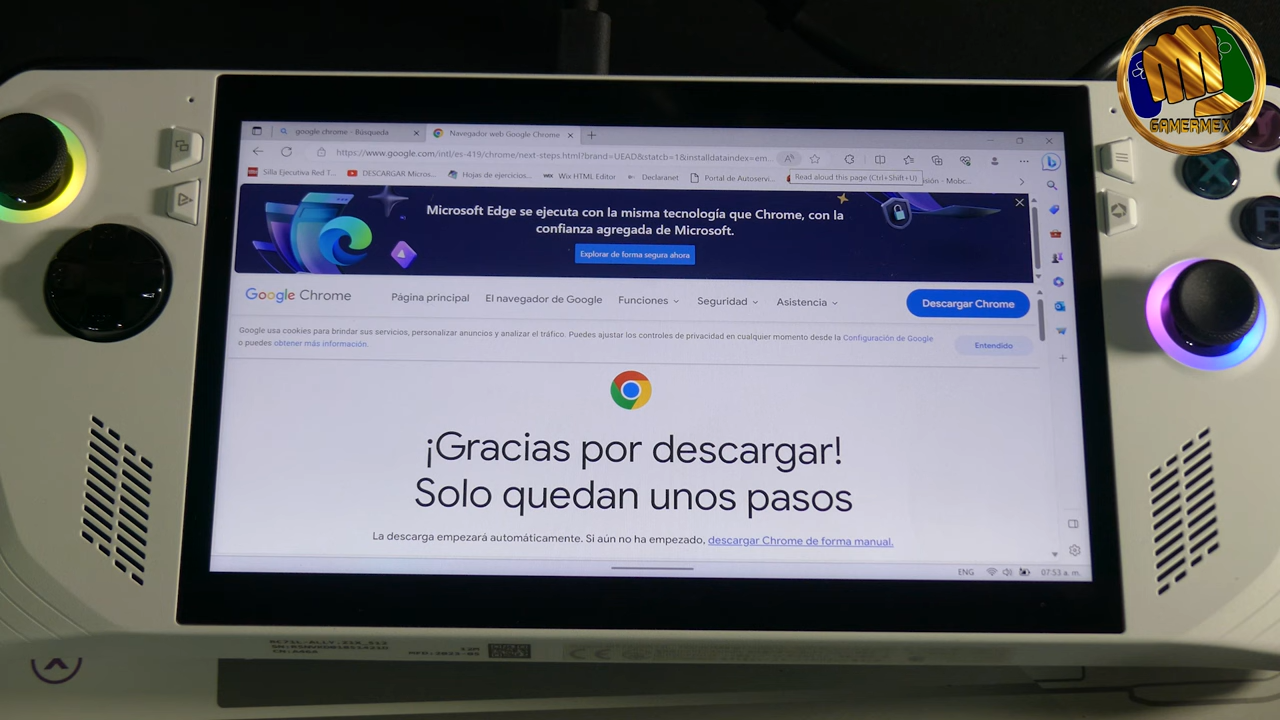 GAMERMEX
google chrome - Búsqueda
Navegador web Google Chrome
https://www.google.com/intl/es-419/chrome/next-steps.html?brand=UEAD&statcb=1&installdataindex=em...
Silla Ejecutiva Red T...
DESCARGAR Micros...
Hojas de ejercicios...
Wix HTML Editor
Declaranet
Portal de Autoservi...
Read aloud this page (Ctrl+Shift+U)
Microsoft Edge se ejecuta con la misma tecnología que Chrome, con la
confianza agregada de Microsoft.
Explorar de forma segura ahora
Google Chrome
Página principal
El navegador de Google
Funciones
Seguridad
Asistencia
Descargar Chrome
Google usa cookies para brindar sus servicios, personalizar anuncios y analizar el tráfico. Puedes ajustar los controles de privacidad en cualquier momento desde la Configuración de Google
o puedes obtener más información.
Entendido
¡Gracias por descargar!
Solo quedan unos pasos
La descarga empezará automáticamente. Si aún no ha empezado, descargar Chrome de forma manual.
ENG
07:53 a. m.
X